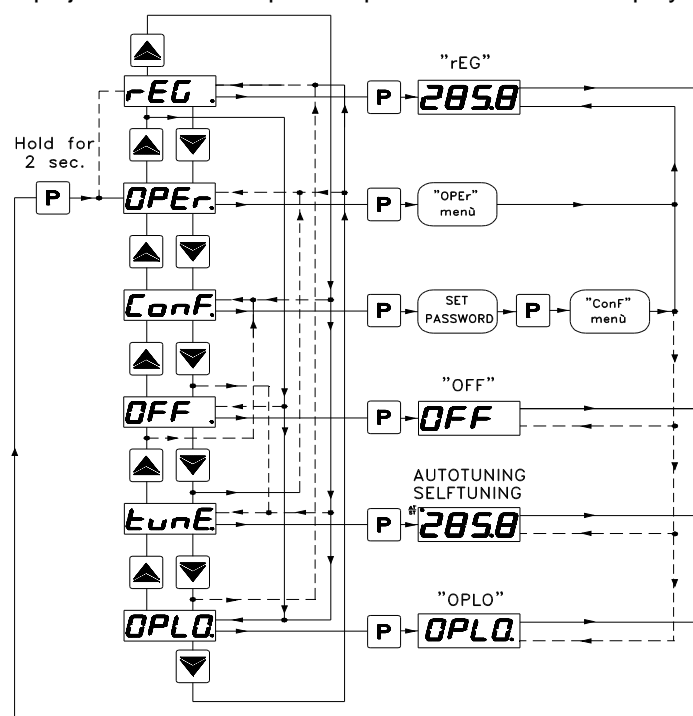 "rEG"
rEG . P 285.8
Hold for
2 sec.
P OPEr. P "OPEr"
menù
ConF. P SET
PASSWORD P "ConF"
menù
"OFF"
OFF . P OFF
AUTOTUNING
SELFTUNING
tunE. P 285.8
"OPLO"
OPLO. P OPLO.